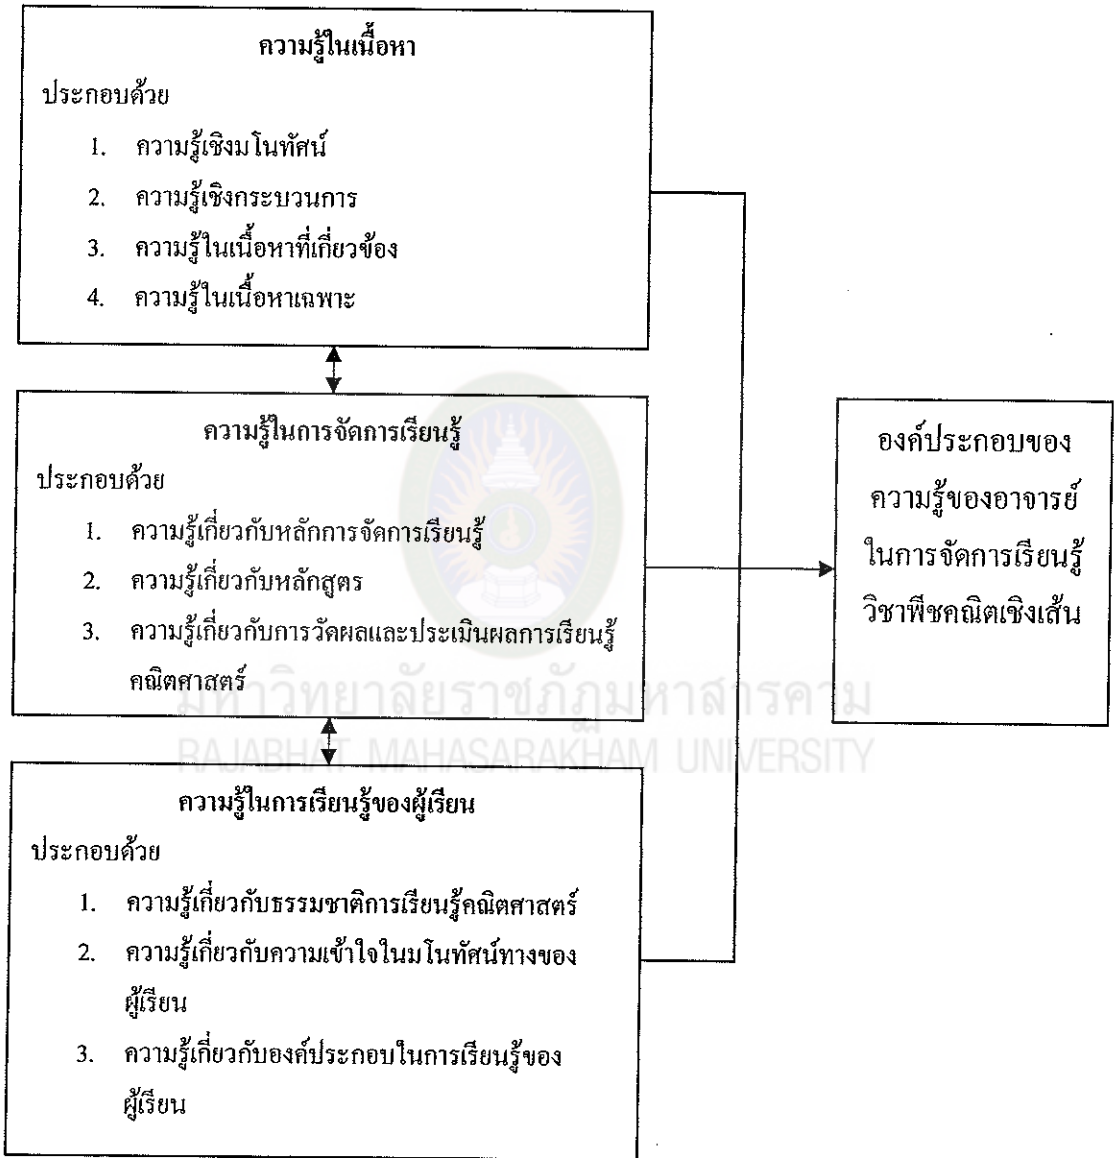 ความรู้ในเนื้อหา
ประกอบด้วย
1. ความรู้เชิงมโนทัศน์
2. ความรู้เชิงกระบวนการ
3. ความรู้ในเนื้อหาที่เกี่ยวข้อง
4. ความรู้ในเนื้อหาเฉพาะ
ความรู้ในการจัดการเรียนรู้
ประกอบด้วย
1. ความรู้เกี่ยวกับหลักการจัดการเรียนรู้
2. ความรู้เกี่ยวกับหลักสูตร
3. ความรู้เกี่ยวกับการวัดผลและประเมินผลการเรียนรู้
คณิตศาสตร์
องค์ประกอบของ
ความรู้ของอาจารย์
ในการจัดการเรียนรู้
วิชาพีชคณิตเชิงเส้น
มหาวิทยาลัยราชภัฏมหาสารคาม
RAJABHAT MAHASARAKHAM UNIVERSITY
ความรู้ในการเรียนรู้ของผู้เรียน
ประกอบด้วย
1. ความรู้เกี่ยวกับธรรมชาติการเรียนรู้คณิตศาสตร์
2. ความรู้เกี่ยวกับความเข้าใจในมโนทัศน์ทางของ
ผู้เรียน
3. ความรู้เกี่ยวกับองค์ประกอบในการเรียนรู้ของ
ผู้เรียน